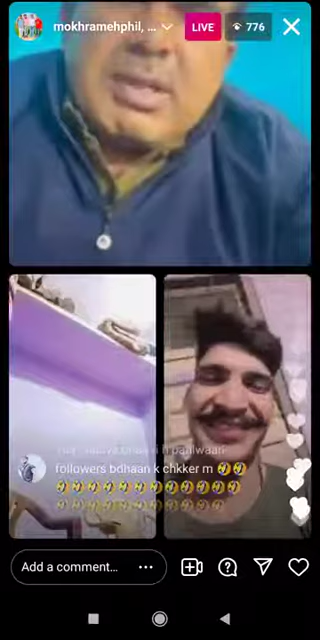 mokhramehphil, ...
LIVE
776
followers bdhaan k chkker m 🤣🤣
🤣🤣🤣🤣🤣🤣🤣🤣🤣🤣🤣🤣
🤣🤣🤣🤣🤣🤣🤣🤣🤣🤣🤣🤣
Add a comment...